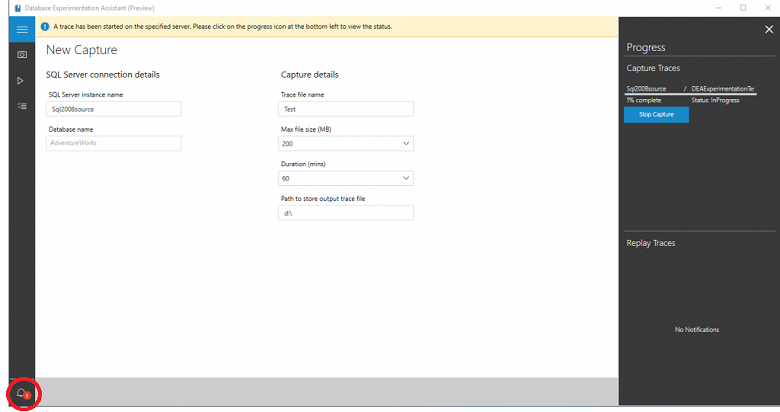 Database Experimentation Assistant (Preview)
A trace has been started on the specified server. Please click on the progress icon at the bottom left to view the status.
New Capture
SQL Server connection details
SQL Server instance name
Sql2008source
Database name
AdventureWorks
Capture details
Trace file name
Test
Max file size (MB)
200
Duration (mins)
60
Path to store output trace file
d:\
Progress
Capture Traces
Sql2008source / DEAExperimentationTer
1% complete Status: InProgress
Stop Capture
Replay Traces
No Notifications
1